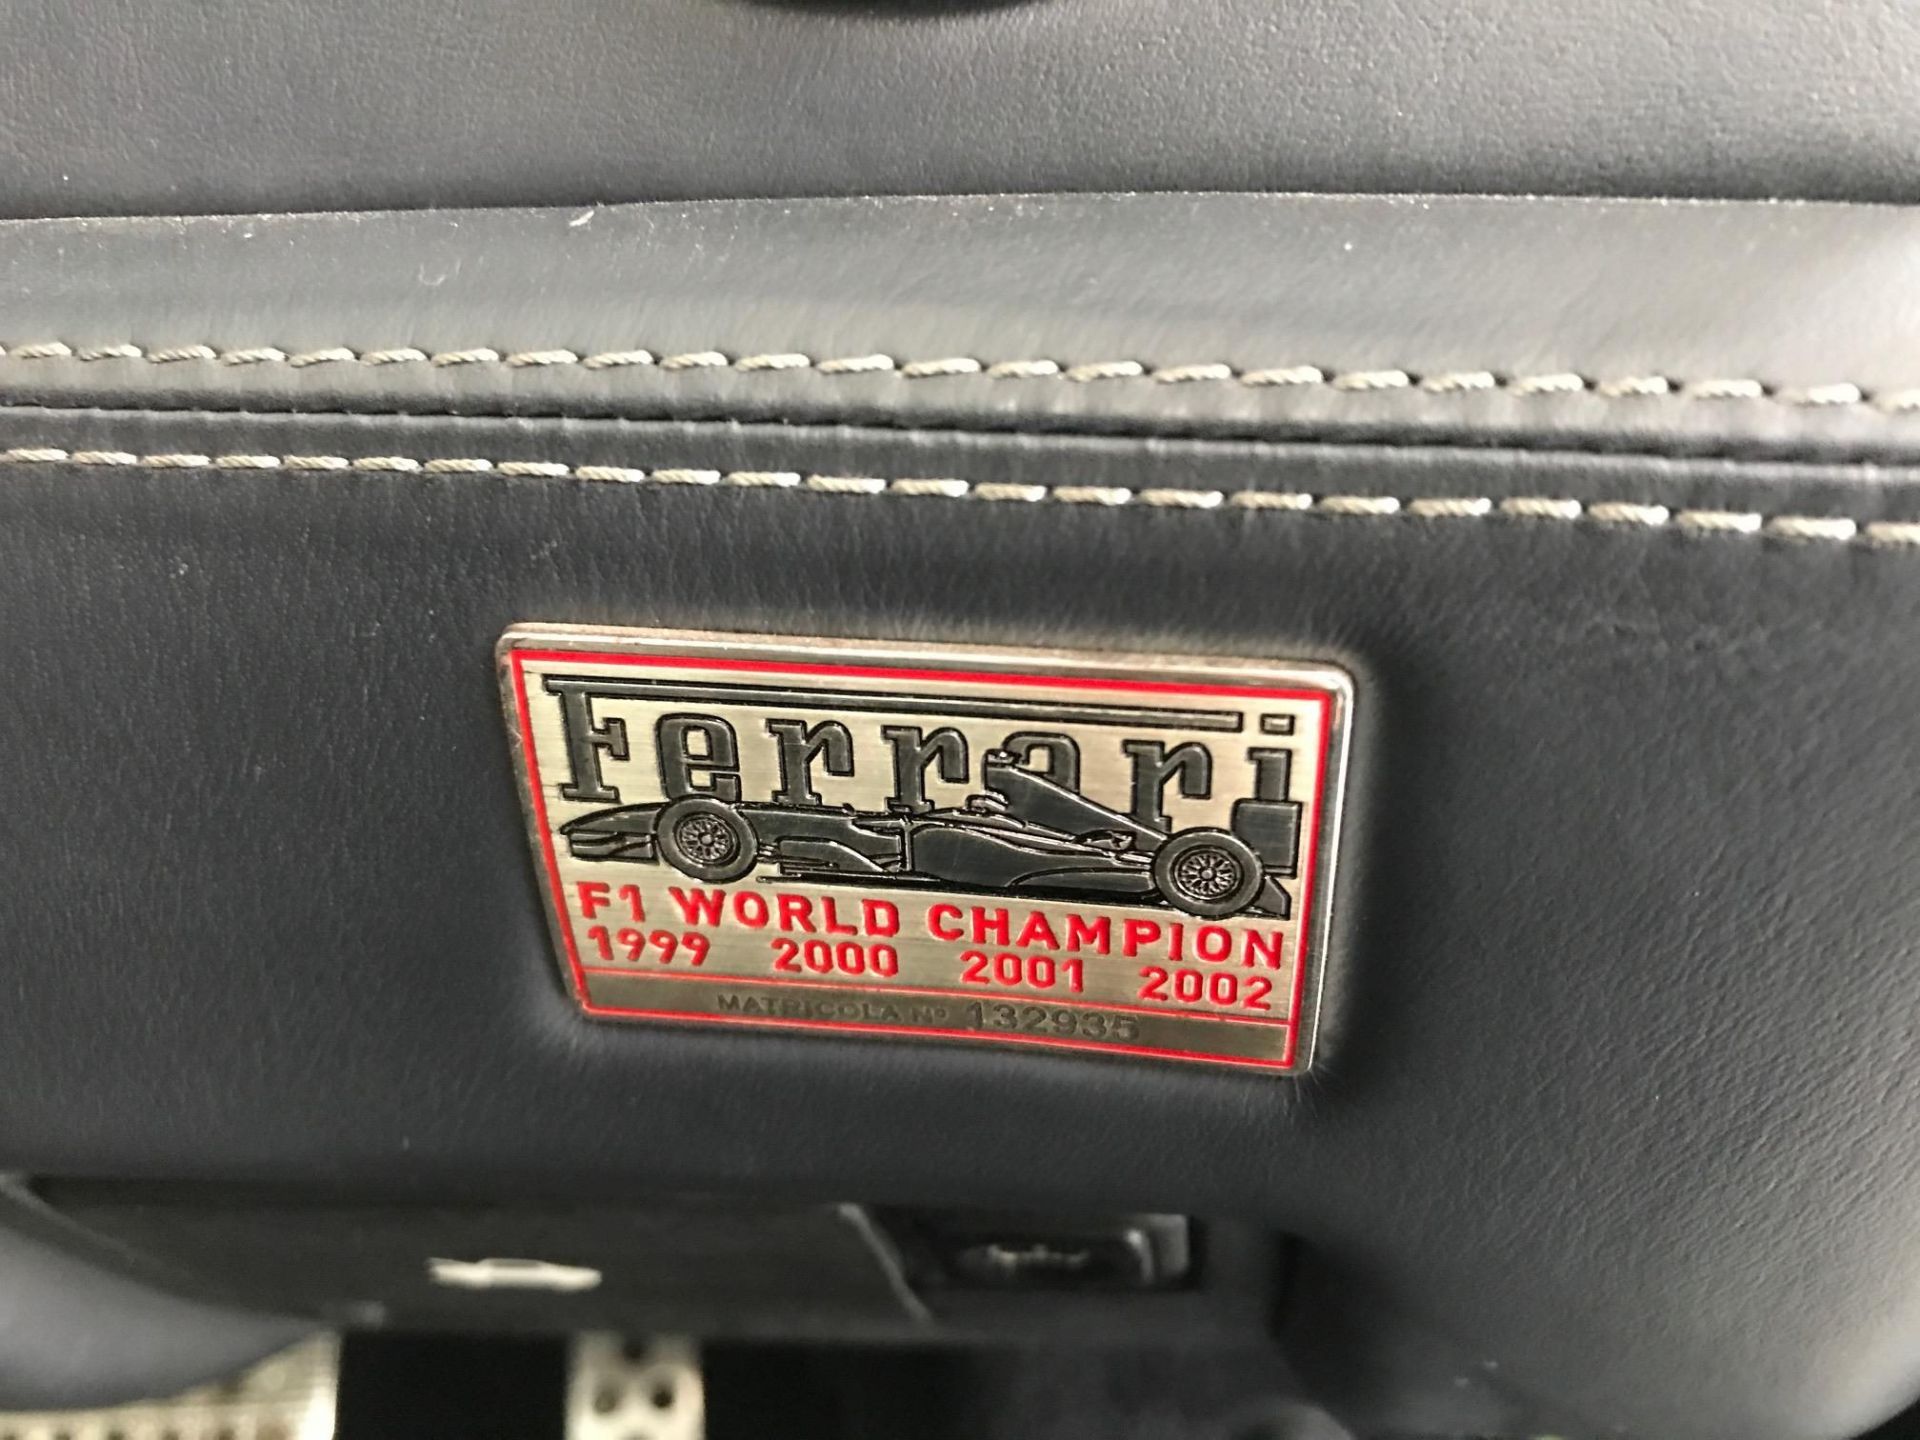 Ferrari
F1 WORLD CHAMPION
1999 2000 2001 2002
MATRICOLA Nº 132935